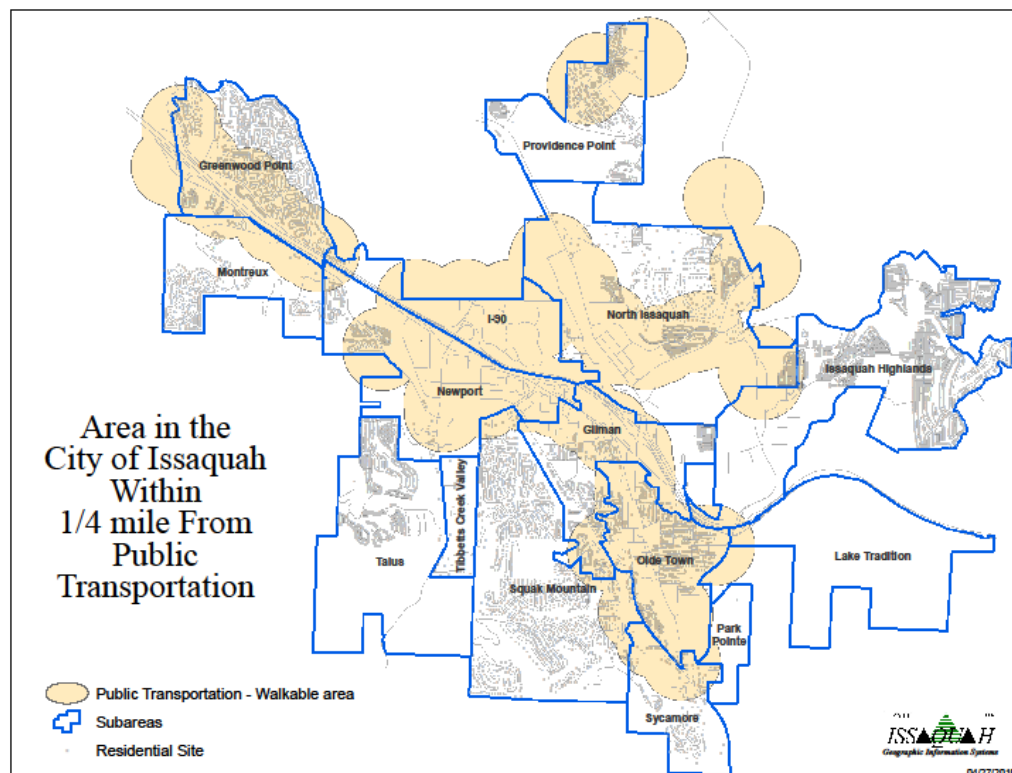 Providence Point
Greenwood Point
Montreux
I-90
North Issaquah
Issaquah Highlands
Newport
Gilman
Area in the
City of Issaquah
Within
1/4 mile From
Public
Transportation
Tibbetts Creek Valley
Talus
Olde Town
Lake Tradition
Squak Mountain
Park
Pointe
Public Transportation - Walkable area
Subareas
Residential Site
Sycamore
ISSAQUAH
Geographic Information Systems